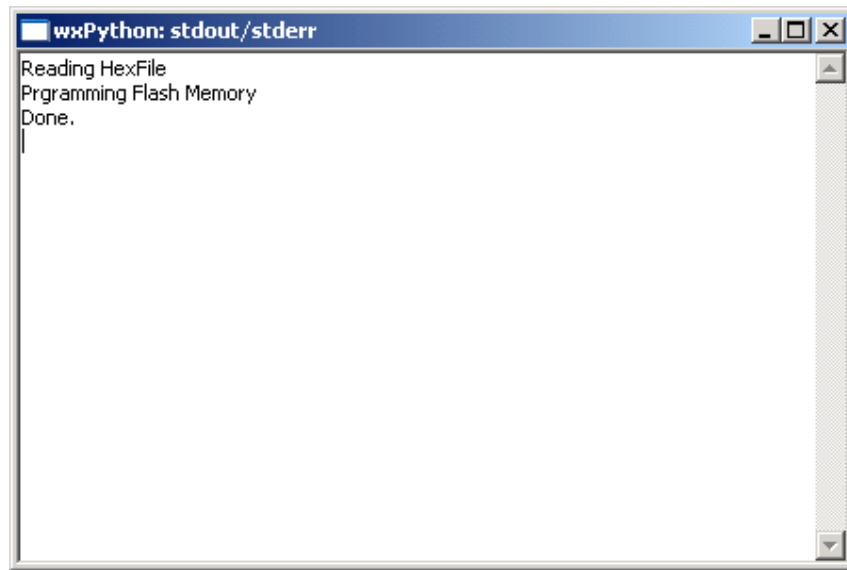 wxPython: stdout/stderr
Reading HexFile
Prgramming Flash Memory
Done.